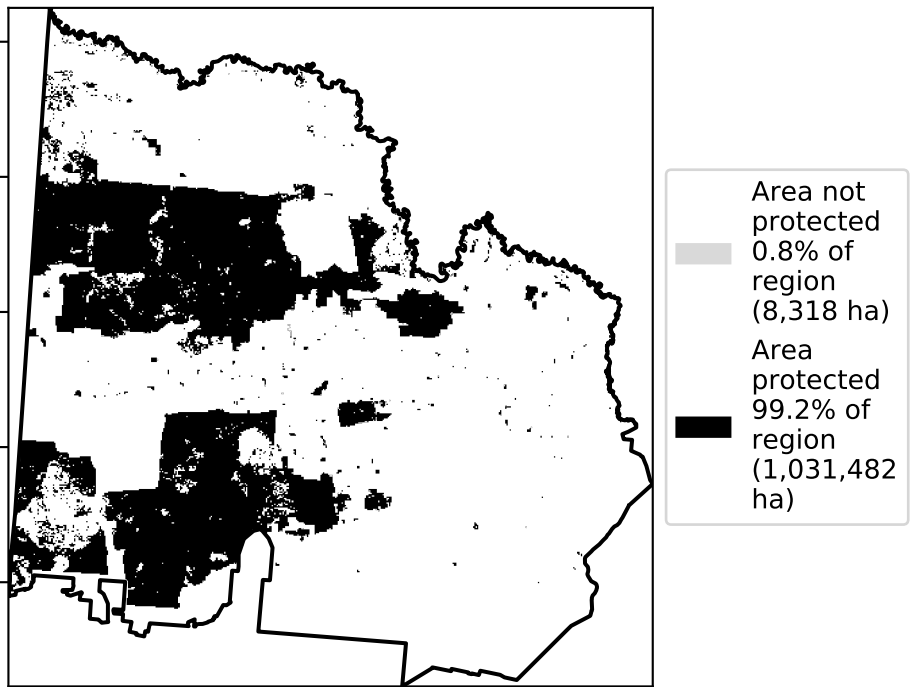 Area not
protected
0.8% of
region
(8,318 ha)
Area
protected
99.2% of
region
(1,031,482
ha)